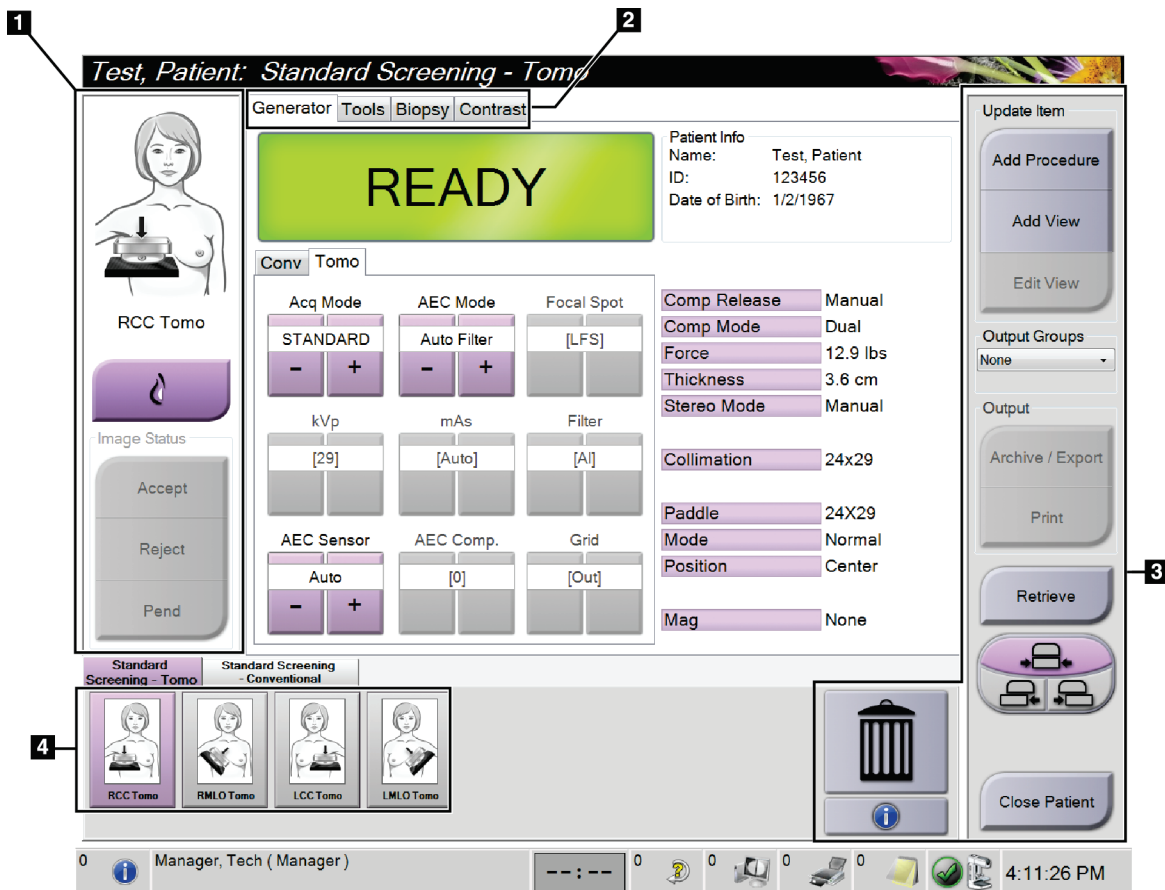 1
2
Test, Patient: Standard Screening - Tomo
Generator Tools Biopsy Contrast
READY
Patient Info
Name: Test, Patient
ID: 123456
Date of Birth: 1/2/1967
RCC Tomo
Image Status
Accept
Reject
Pend
Conv Tomo
Acq Mode AEC Mode Focal Spot
STANDARD Auto Filter [LFS]
- + - +
kVp mAs Filter
[29] [Auto] [Al]
AEC Sensor AEC Comp. Grid
Auto [0] [Out]
- +
Comp Release Manual
Comp Mode Dual
Force 12.9 lbs
Thickness 3.6 cm
Stereo Mode Manual
Collimation 24x29
Paddle 24X29
Mode Normal
Position Center
Mag None
Update Item
Add Procedure
Add View
Edit View
Output Groups
None
Output
Archive / Export
Print
3
Retrieve
Close Patient
Standard Screening - Tomo
Standard Screening - Conventional
4
RCC Tomo RMLO Tomo LCC Tomo LMLO Tomo
0 Manager, Tech ( Manager ) --:-- 0 0 0 0 4:11:26 PM